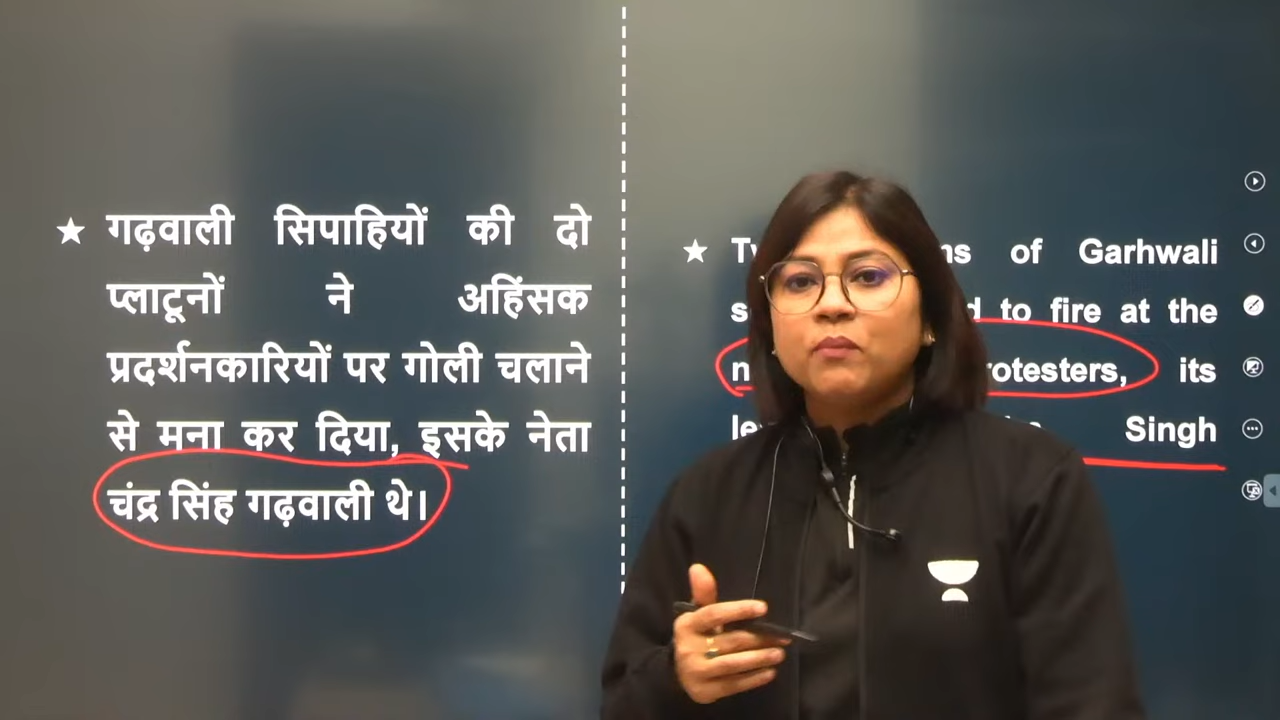 ★ गढ़वाली सिपाहियों की दो
प्लाटूनों ने अहिंसक
प्रदर्शनकारियों पर गोली चलाने
से मना कर दिया, इसके नेता
चंद्र सिंह गढ़वाली थे।
★ of Garhwali
to fire at the
its
Singh